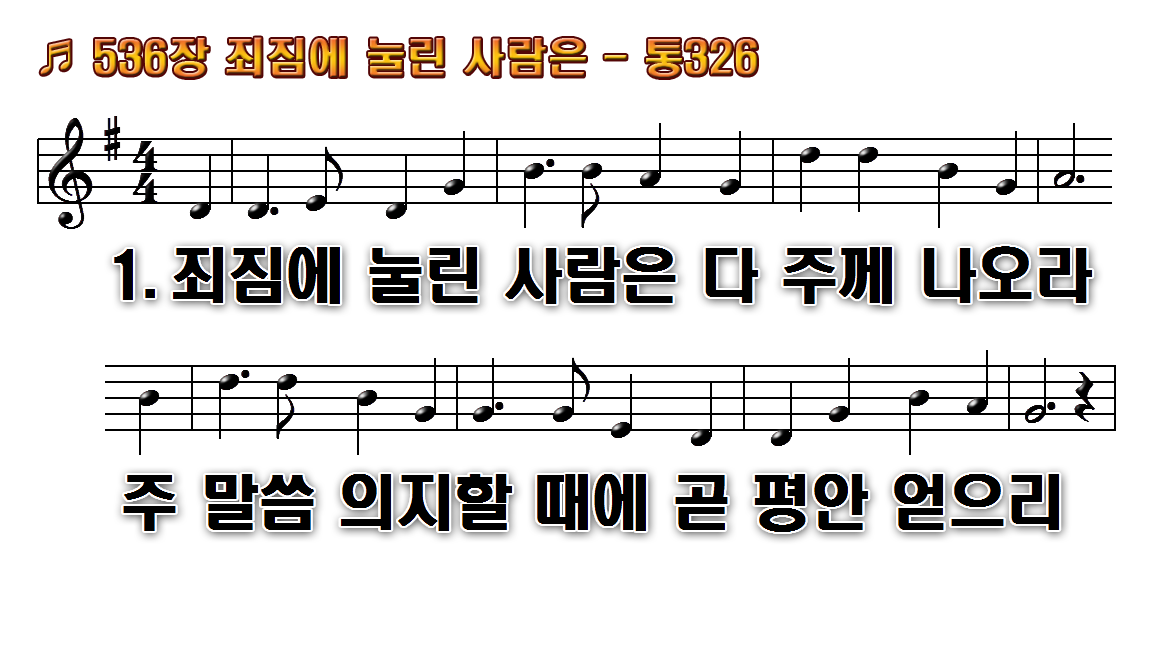 ♬ 536장 죄짐에 눌린 사람은 - 통326
4
4
1. 죄짐에 눌린 사람은 다 주께 나오라
주 말씀 의지할 때에 곧 평안 얻으리